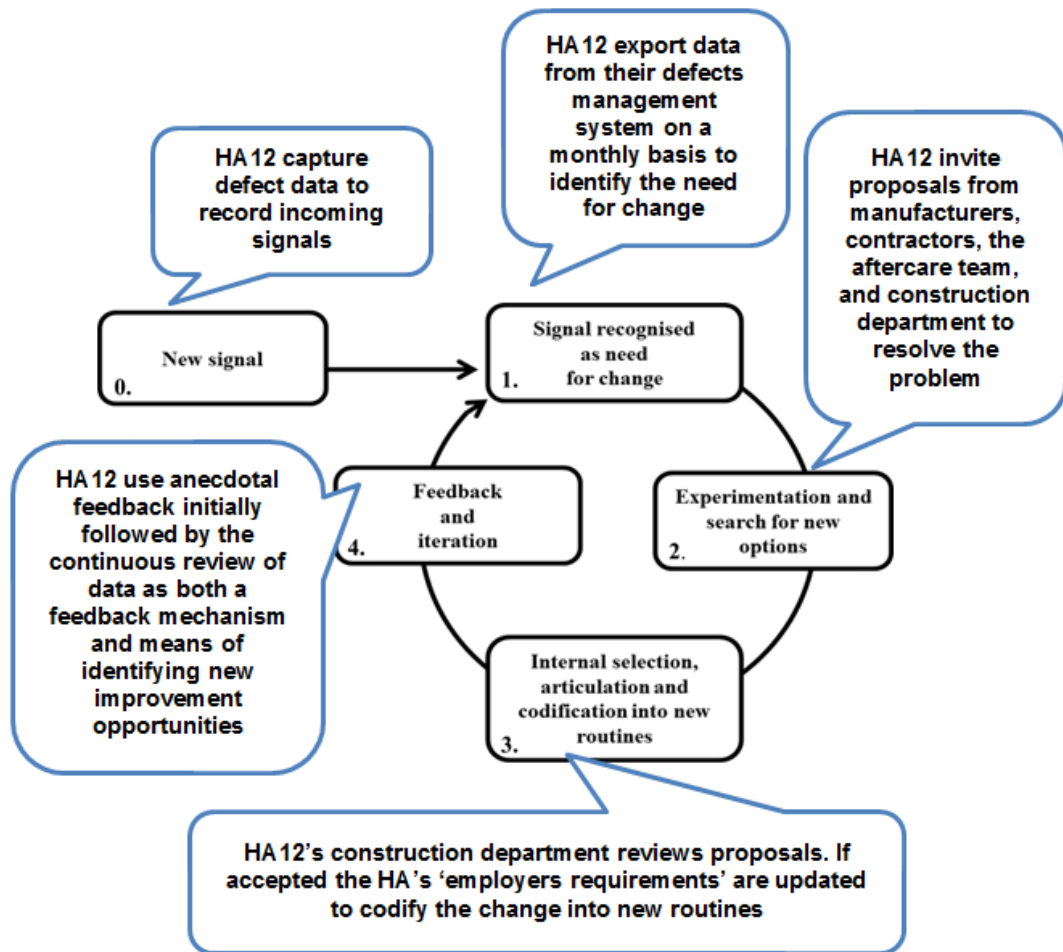 HA12 export data
from their defects
management
system on a
monthly basis to
identify the need
for change
HA12 capture
defect data to
record incoming
signals
HA12 invite
proposals from
manufacturers,
contractors, the
aftercare team,
and construction
department to
resolve the
problem
New signal
0.
Signal recognised
as need
for change
1.
HA12 use anecdotal
feedback initially
followed by the
continuous review of
data as both a
feedback mechanism
and means of
identifying new
improvement
opportunities
Feedback
and
iteration
4.
Experimentation and
search for new
options
2.
Internal selection,
articulation and
codification into new
routines
3.
HA12's construction department reviews proposals. If
accepted the HA's 'employers requirements' are updated
to codify the change into new routines